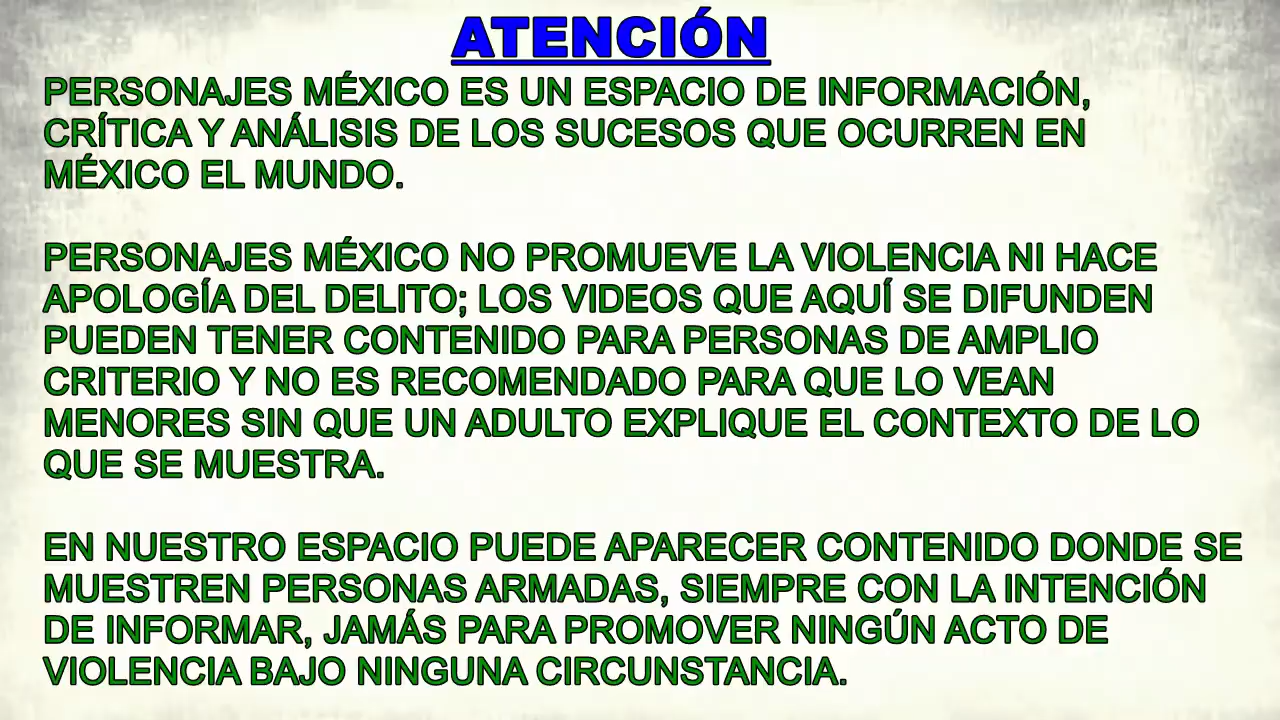 ATENCIÓN
PERSONAJES MÉXICO ES UN ESPACIO DE INFORMACIÓN,
CRÍTICA Y ANÁLISIS DE LOS SUCESOS QUE OCURREN EN
MÉXICO EL MUNDO.
PERSONAJES MÉXICO NO PROMUEVE LA VIOLENCIA NI HACE
APOLOGÍA DEL DELITO; LOS VIDEOS QUE AQUÍ SE DIFUNDEN
PUEDEN TENER CONTENIDO PARA PERSONAS DE AMPLIO
CRITERIO Y NO ES RECOMENDADO PARA QUE LO VEAN
MENORES SIN QUE UN ADULTO EXPLIQUE EL CONTEXTO DE LO
QUE SE MUESTRA.
EN NUESTRO ESPACIO PUEDE APARECER CONTENIDO DONDE SE
MUESTREN PERSONAS ARMADAS, SIEMPRE CON LA INTENCIÓN
DE INFORMAR, JAMÁS PARA PROMOVER NINGÚN ACTO DE
VIOLENCIA BAJO NINGUNA CIRCUNSTANCIA.